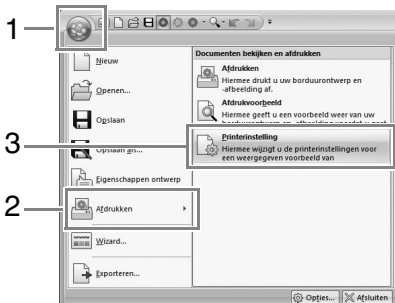 1
Documenten bekijken en afdrukken
Nieuw
Afdrukken
Hiermee drukt u uw borduurontwerp en
-afbeelding af.
Openen...
Afdrukvoorbeeld
Hiermee geeft u een voorbeeld weer van uw
Opslaan
3
Printerinstelling
Hiermee wijzigt u de printerinstellingen voor
een weergegeven voorbeeld van
Opslaan als...
Eigenschappen ontwerp
2
Afdrukken
Wizard...
Exporteren...
Opties...
Afsluiten